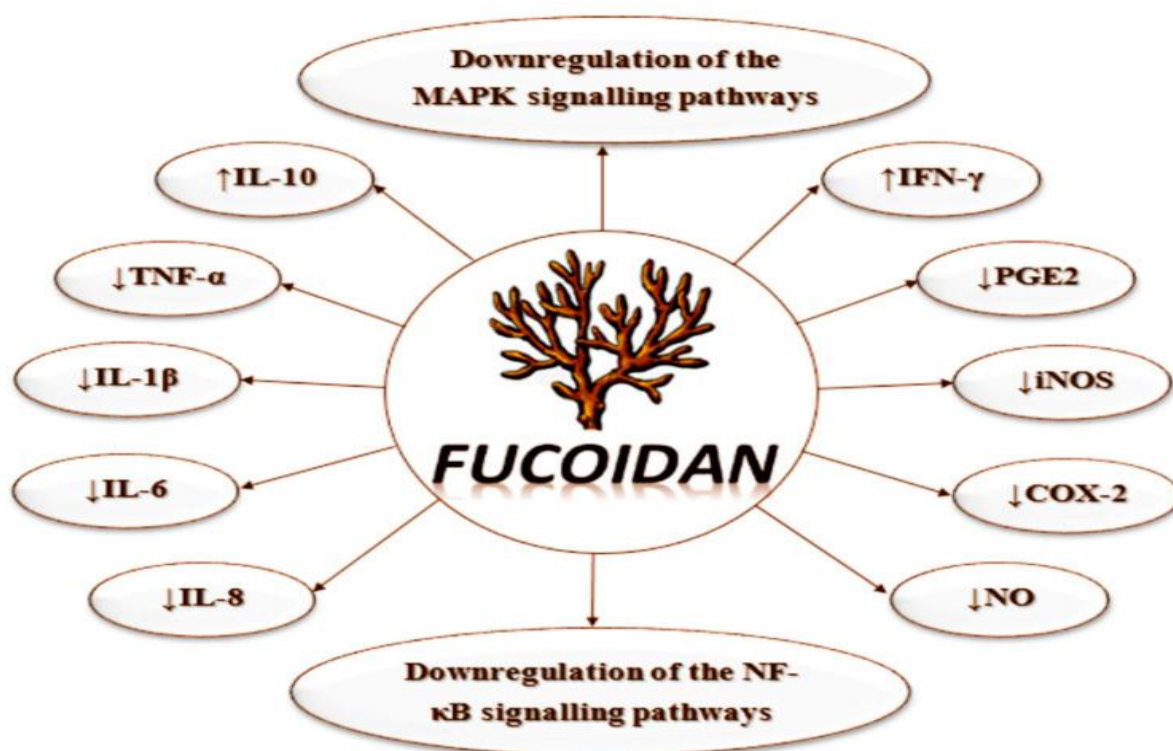 Downregulation of the
MAPK signalling pathways
↑IL-10
↑IFN-γ
↓TNF-α
↓PGE2
↓IL-1β
↓iNOS
FUCOIDAN
↓IL-6
↓COX-2
↓IL-8
↓NO
Downregulation of the NF-
κB signalling pathways